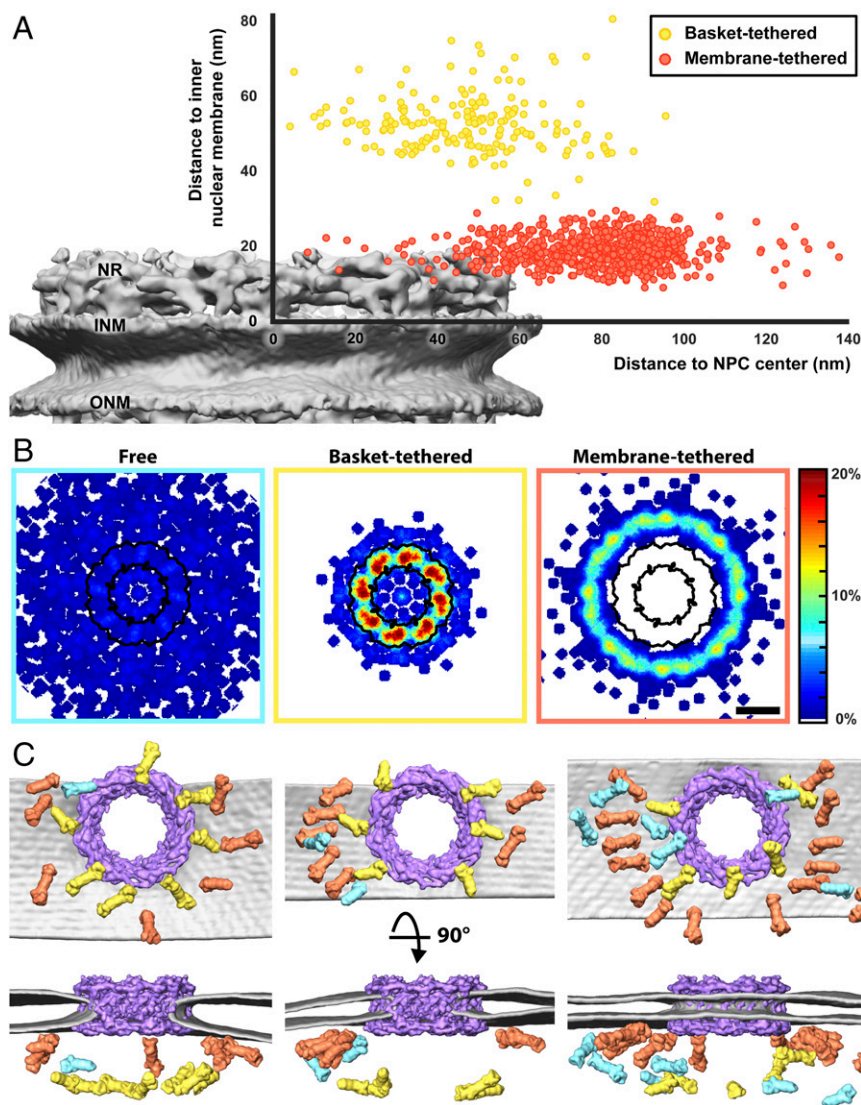 A
Distance to inner
nuclear membrane (nm)
80
60
40
20
0
Basket-tethered
Membrane-tethered
NR
INM
ONM
0 20 40 60 80 100 120 140
Distance to NPC center (nm)
B
Free
Basket-tethered
Membrane-tethered
20%
10%
0%
C
90°